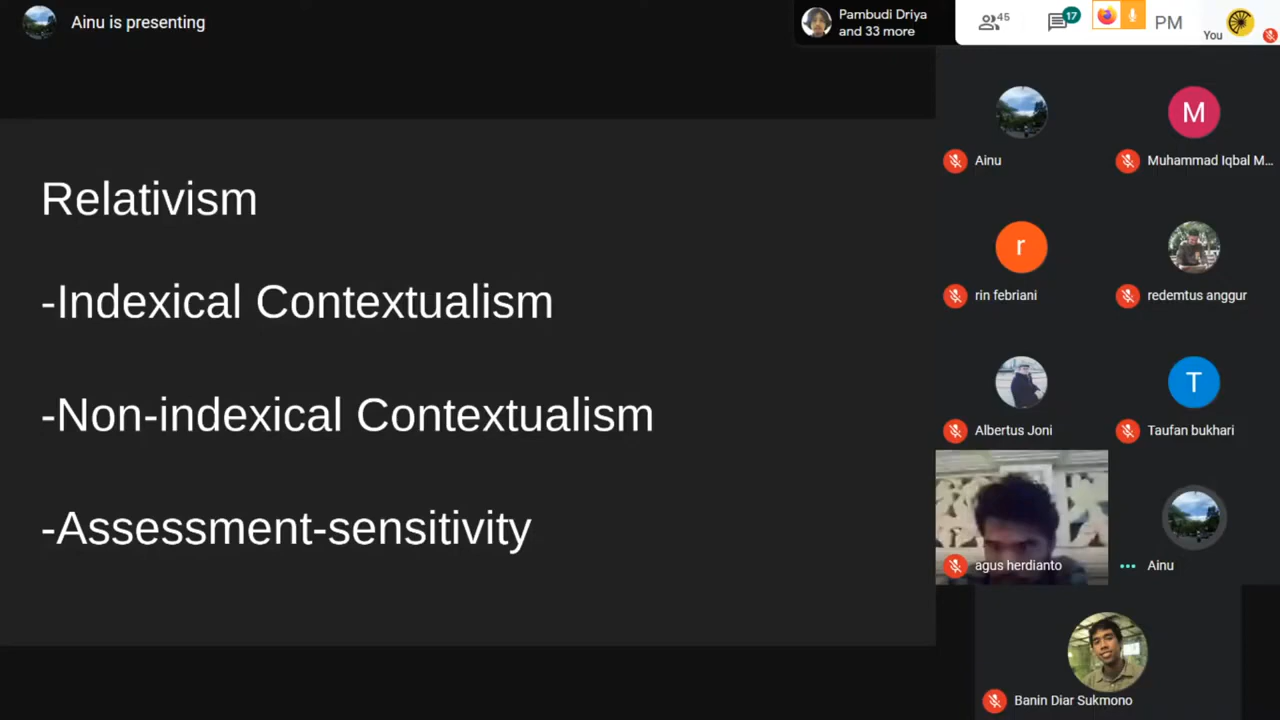 Ainu is presenting
Pambudi Driya
and 33 more
45
17
PM
You
Relativism
-Indexical Contextualism
-Non-indexical Contextualism
-Assessment-sensitivity
Ainu
M
Muhammad Iqbal M...
r
rin febriani
redemtus anggur
Albertus Joni
T
Taufan bukhari
agus herdianto
Ainu
Banin Diar Sukmono